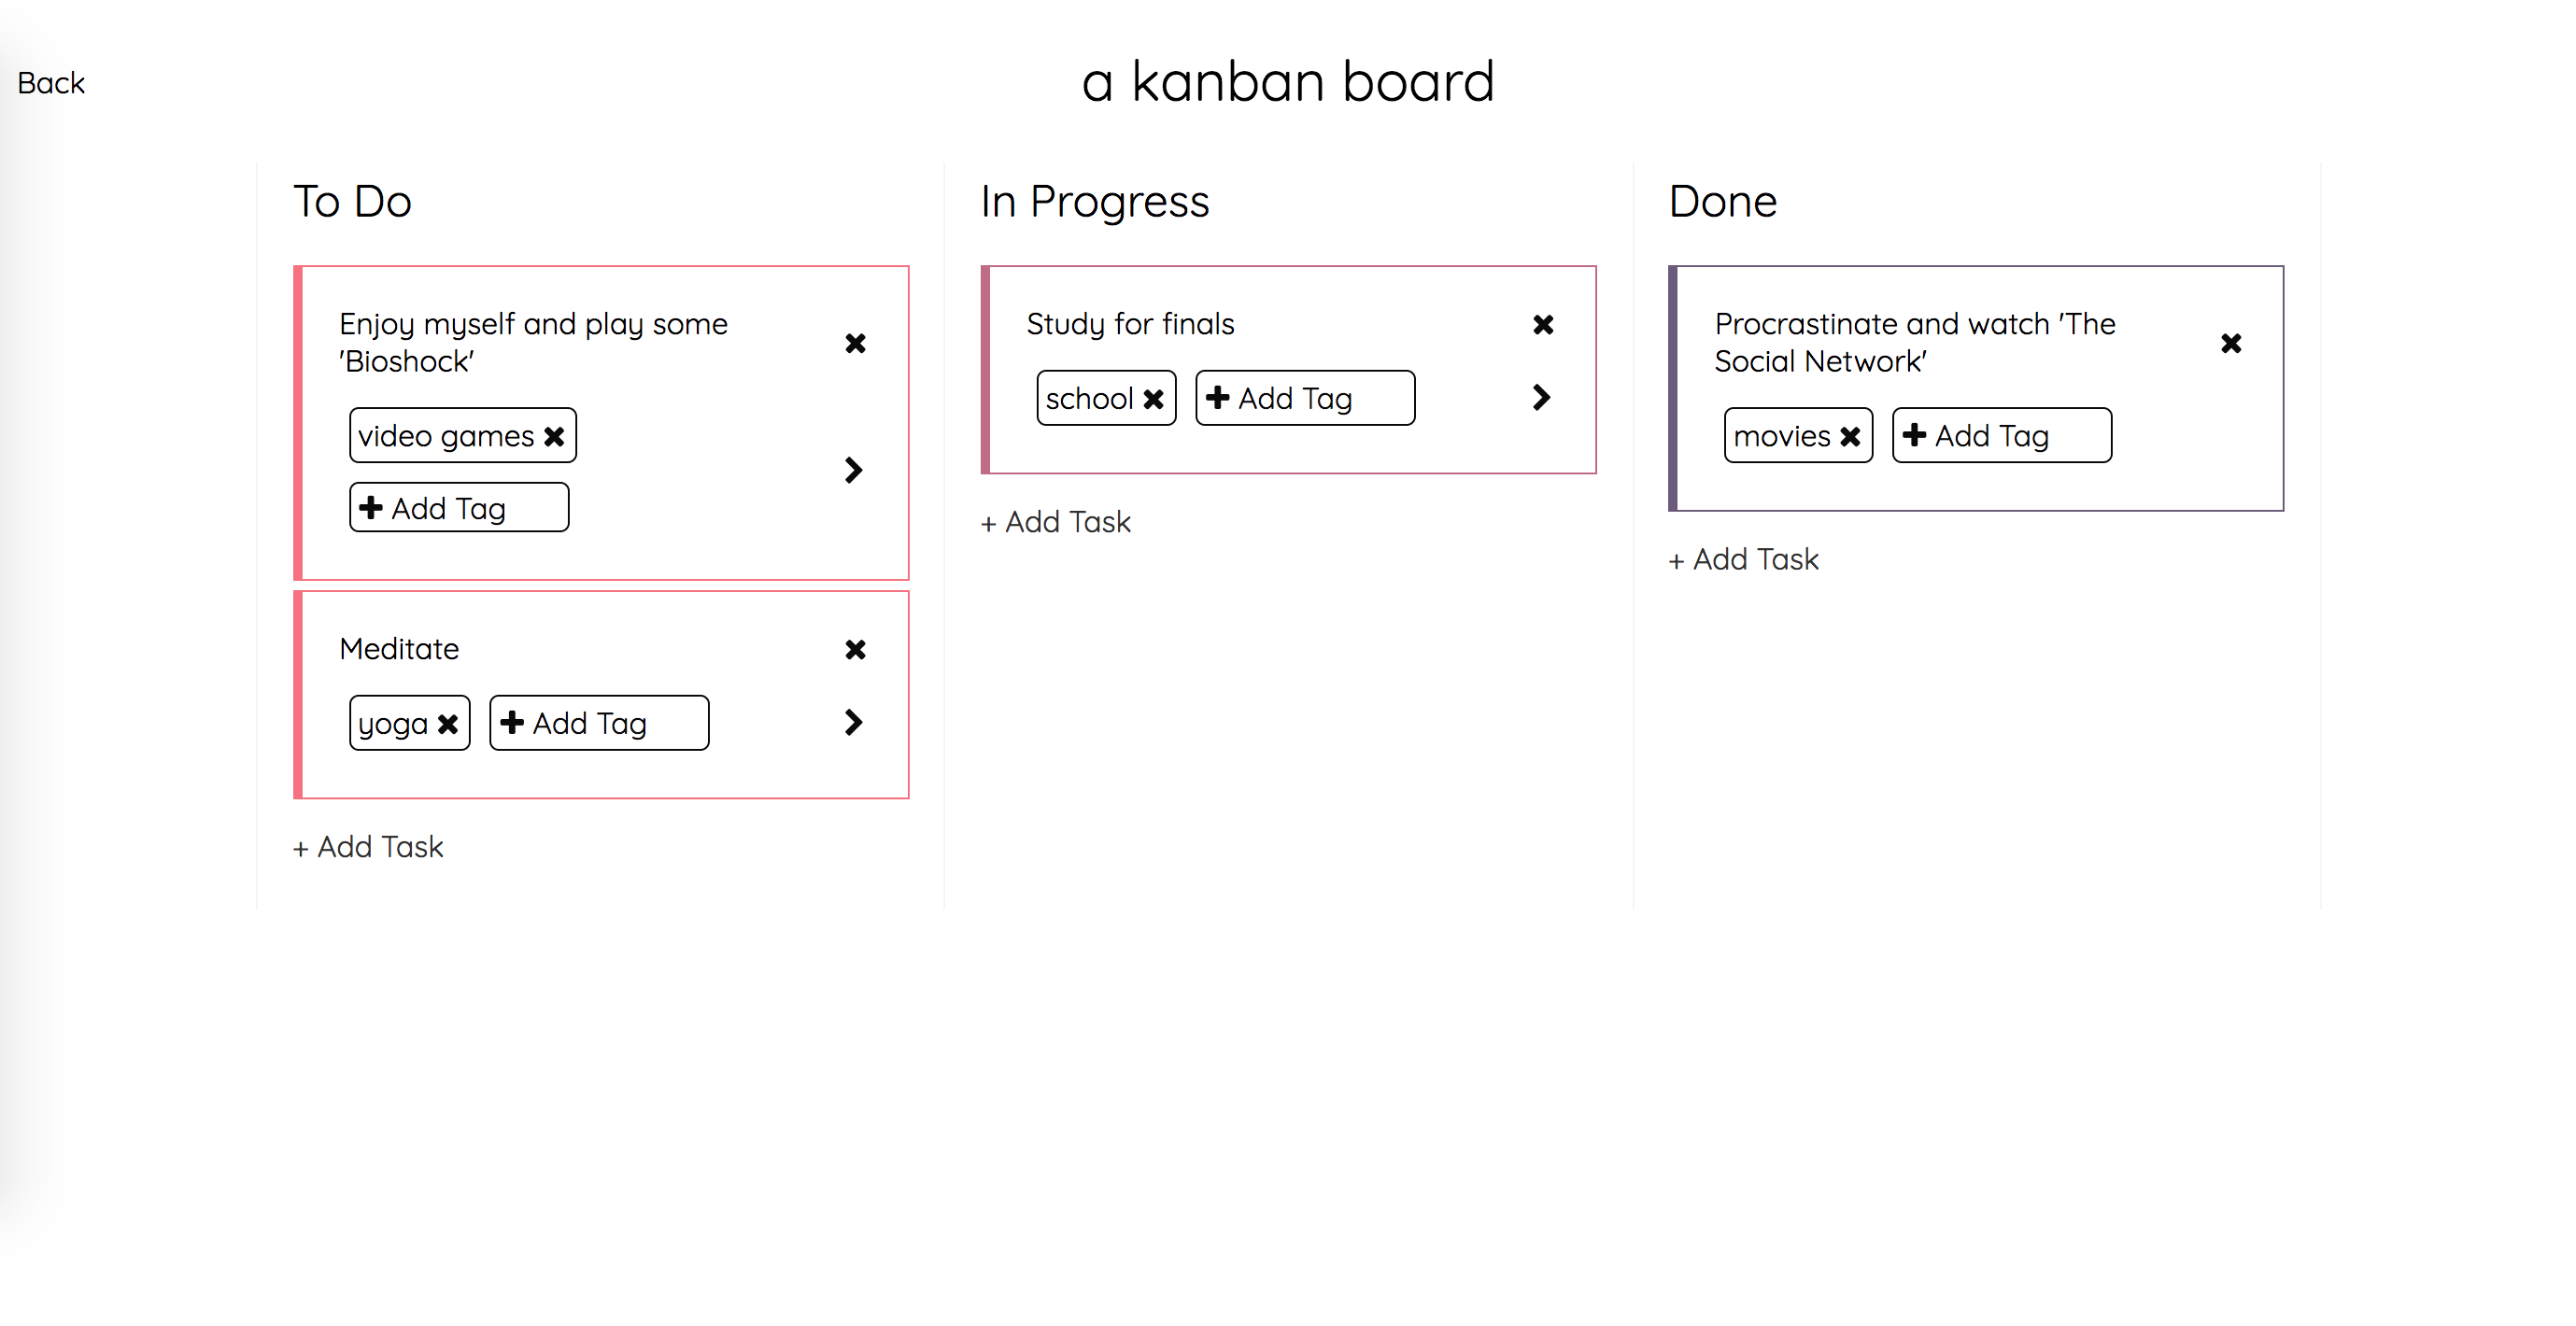 Back
a kanban board
To Do
Enjoy myself and play some
'Bioshock'
video games
+ Add Tag
Meditate
yoga
+ Add Tag
+ Add Task
In Progress
Study for finals
school
+ Add Tag
+ Add Task
Done
Procrastinate and watch 'The
Social Network'
movies
+ Add Tag
+ Add Task